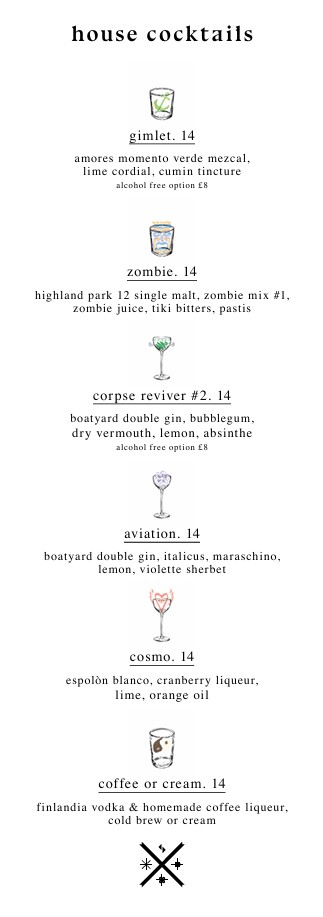 house cocktails
gimlet. 14
amores momento verde mezcal,
lime cordial, cumin tincture
alcohol free option £8
zombie. 14
highland park 12 single malt, zombie mix #1,
zombie juice, tiki bitters, pastis
corpse reviver #2. 14
boatyard double gin, bubblegum,
dry vermouth, lemon, absinthe
alcohol free option £8
aviation. 14
boatyard double gin, italicus, maraschino,
lemon, violette sherbet
cosmo. 14
espolòn blanco, cranberry liqueur,
lime, orange oil
coffee or cream. 14
finlandia vodka & homemade coffee liqueur,
cold brew or cream